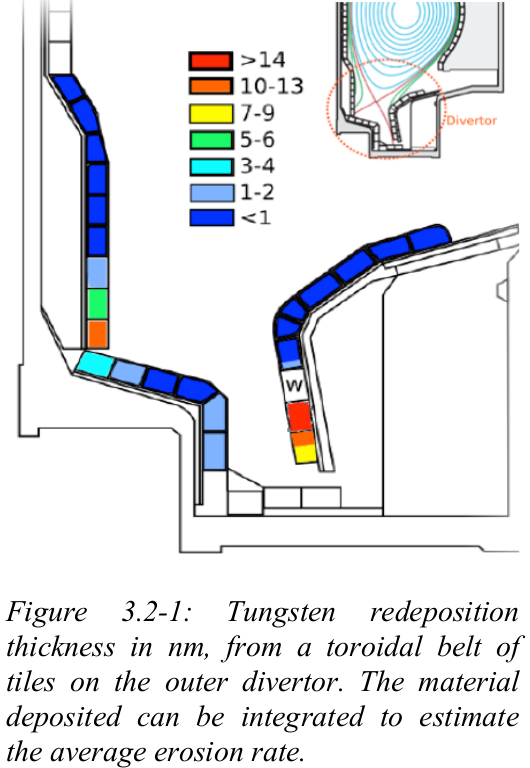 >14
10-13
7-9
5-6
3-4
1-2
<1
Divertor
W
Figure 3.2-1: Tungsten redeposition
thickness in nm, from a toroidal belt of
tiles on the outer divertor. The material
deposited can be integrated to estimate
the average erosion rate.